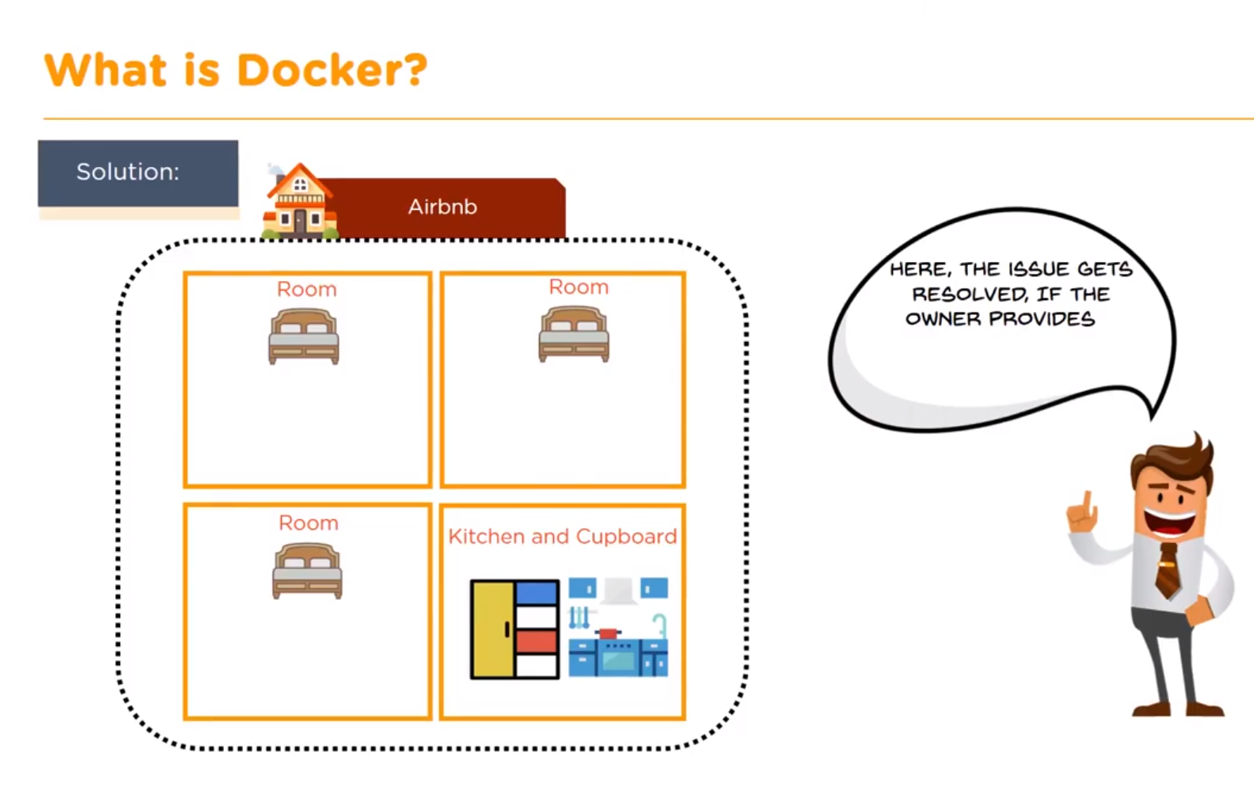 What is Docker?
Solution:
Airbnb
Room
Room
Room
Kitchen and Cupboard
HERE, THE ISSUE GETS
RESOLVED, IF THE
OWNER PROVIDES